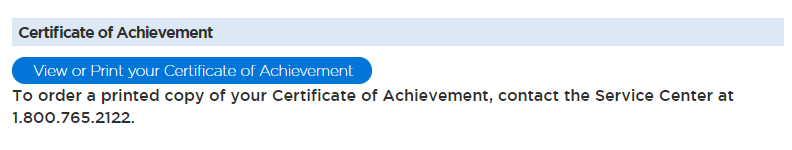 Certificate of Achievement
View or Print your Certificate of Achievement
To order a printed copy of your Certificate of Achievement, contact the Service Center at
1.800.765.2122.